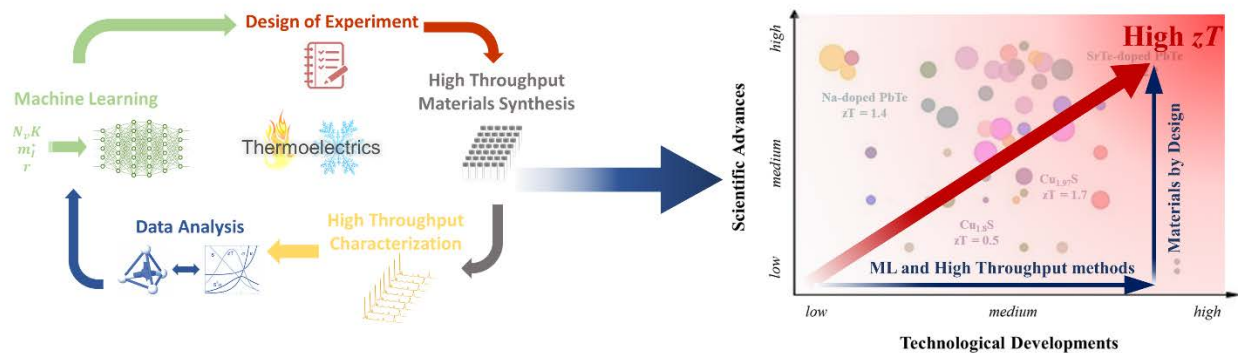 Design of Experiment
High Throughput
Materials Synthesis
Machine Learning
Thermoelectrics
Data Analysis
High Throughput
Characterization
Scientific Advances
high
medium
low
High zT
SrTe-doped PbTe
Na-doped PbTe
zT = 1.4
Cu1.97S
zT = 1.7
Cu1.8S
zT = 0.5
Materials by Design
ML and High Throughput methods
low
medium
high
Technological Developments